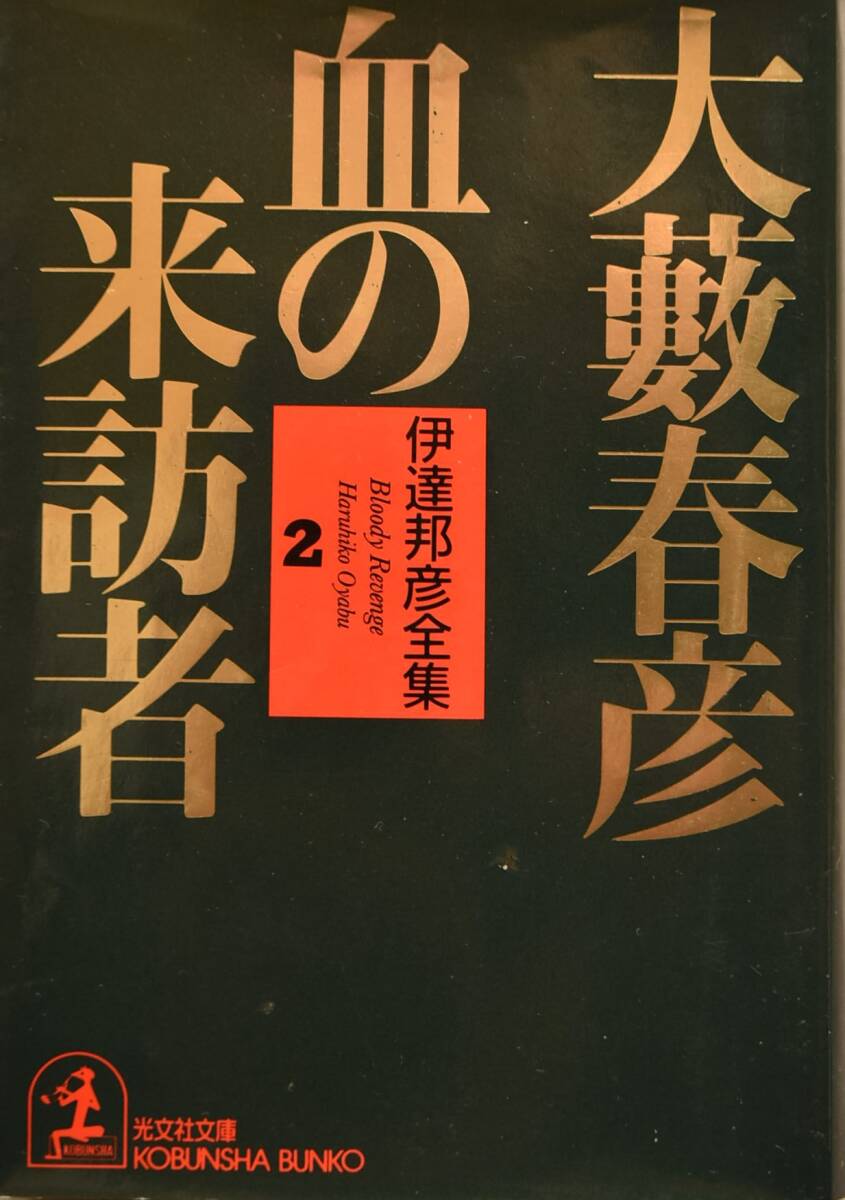 大藪春彦
血の
来訪者
伊達邦彦全集
Bloody Revenge
Haruhiko Oyabu
2
KOBUNSHA
光文社文庫
KOBUNSHA BUNKO